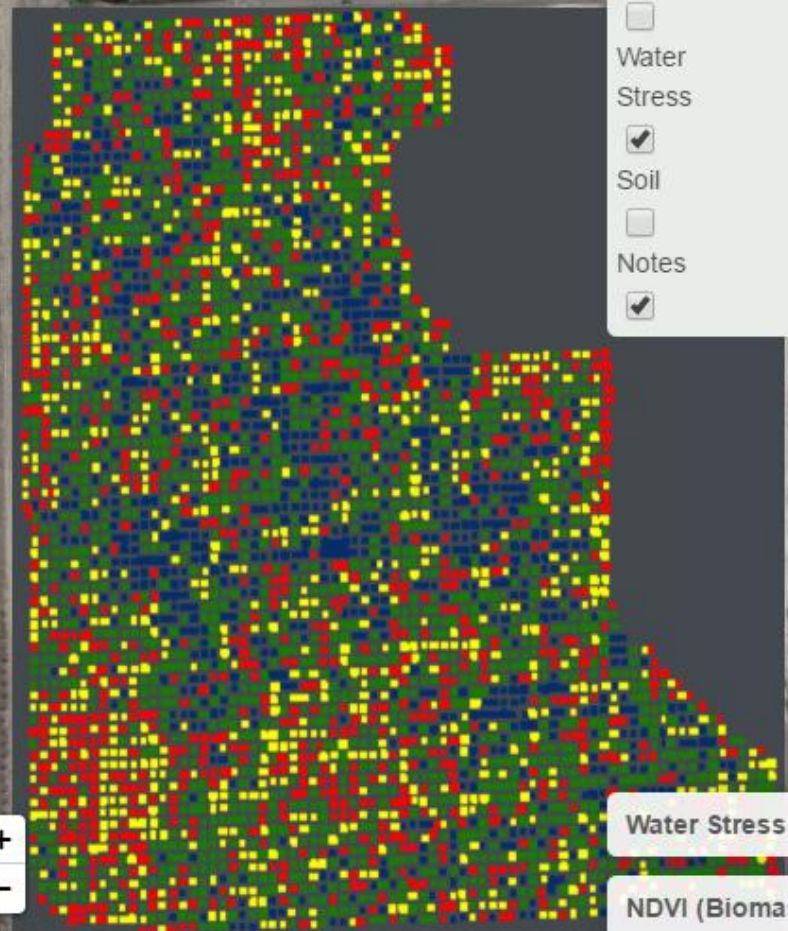 Water
Stress
Soil
Notes
+
−
Water Stress
NDVI (Bioma